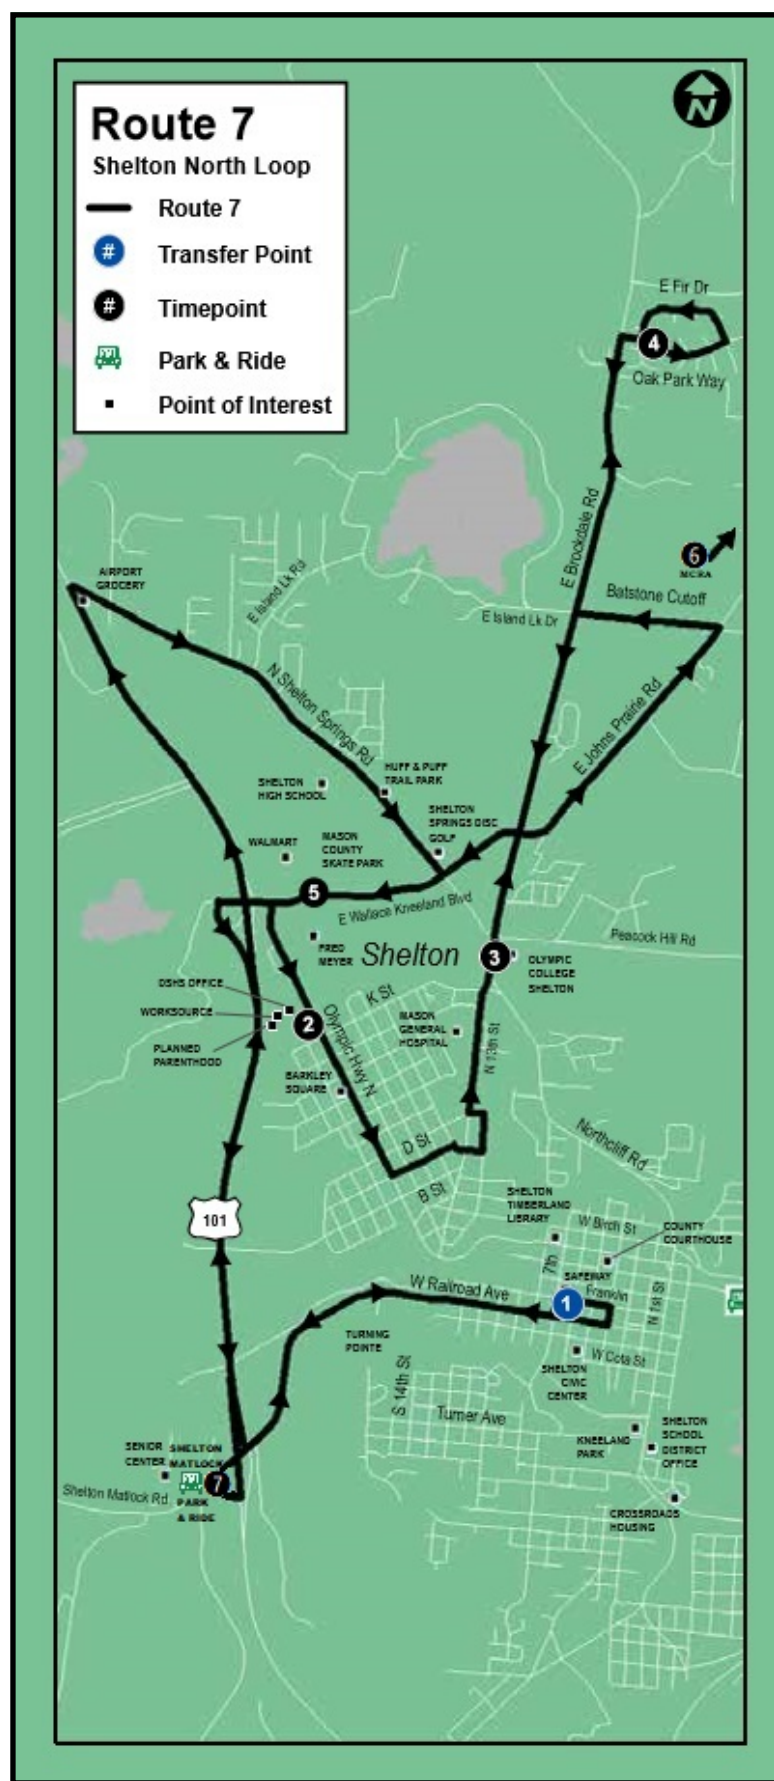 Route 7
Shelton North Loop
Route 7
# Transfer Point
# Timepoint
Park & Ride
Point of Interest
N
E Fir Dr
4
Oak Park Way
E Brockdale Rd
6
MCRA
Batstone Cutoff
AIRPORT
GROCERY
E Island Lk Rd
E Island Lk Dr
N Shelton Springs Rd
E Johns Prairie Rd
HUFF & PUFF
TRAIL PARK
SHELTON
HIGH SCHOOL
SHELTON
SPRINGS DISC
GOLF
WALMART
MASON
COUNTY
SKATE PARK
5
E Wallace Kneeland Blvd
Peacock Hill Rd
FRED
MEYER
Shelton
3
OLYMPIC
COLLEGE
SHELTON
DSHS OFFICE
WORKSOURCE
PLANNED
PARENTHOOD
2
K St
Olympic Hwy N
MASON
GENERAL
HOSPITAL
N 13th St
BARKLEY
SQUARE
D St
B St
Northcliff Rd
101
SHELTON
TIMBERLAND
LIBRARY
W Birch St
COUNTY
COURTHOUSE
7th
SAFEWAY
Franklin
1
N 1st St
W Railroad Ave
TURNING
POINTE
W Cota St
SHELTON
CIVIC
CENTER
S 14th St
Turner Ave
KNEELAND
PARK
SHELTON
SCHOOL
DISTRICT
OFFICE
SENIOR
CENTER
SHELTON
MATLOCK
7
PARK
& RIDE
Shelton Matlock Rd
CROSSROADS
HOUSING